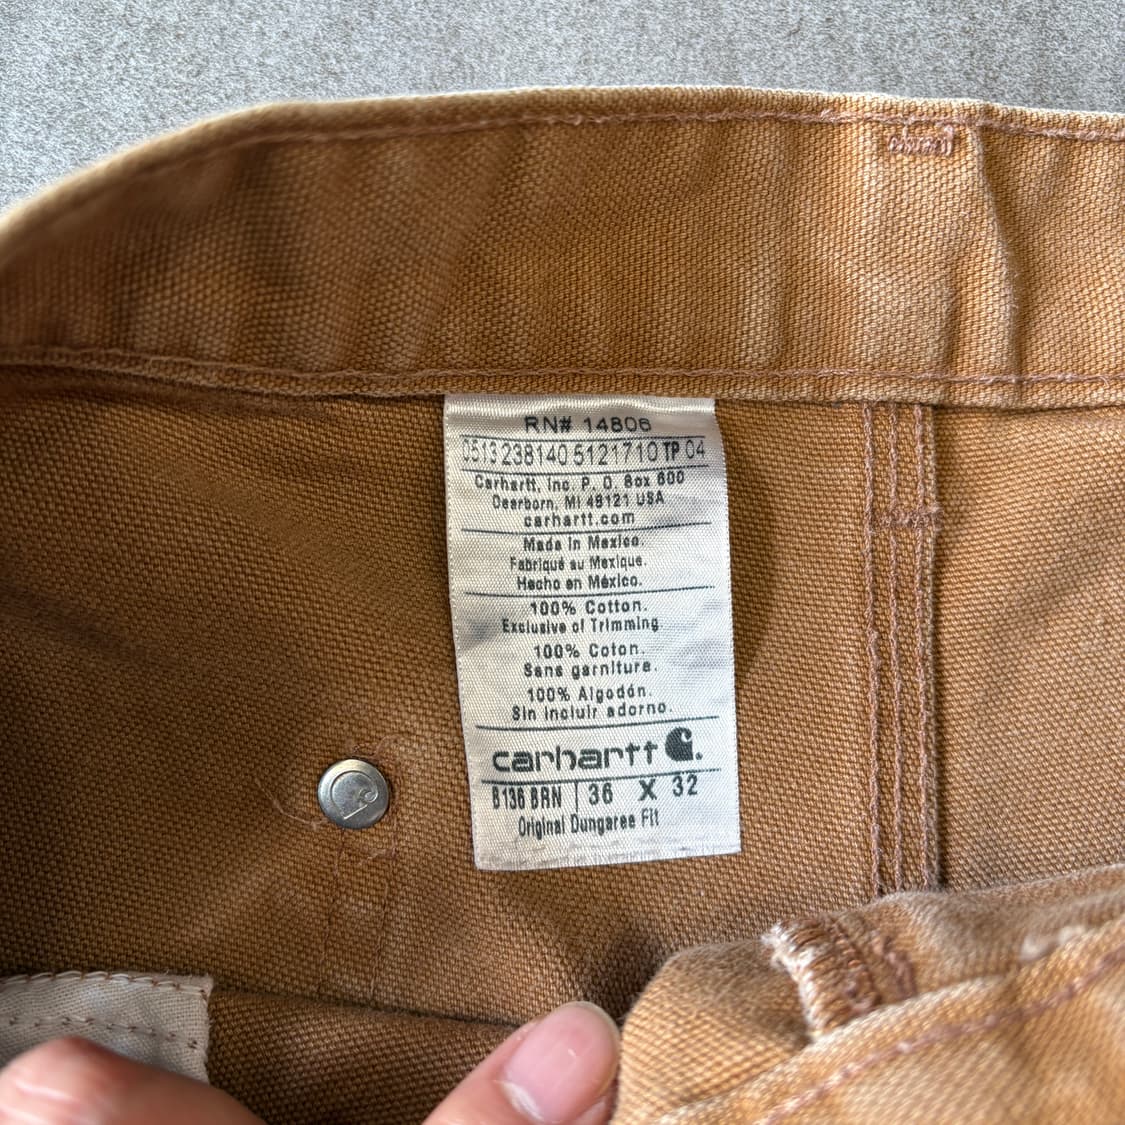 RN# 14806
0513 238140 5121710 TP 04
Carhartt, Inc. P. O. Box 600
Dearborn, MI 48121 USA
carhartt.com
Made in Mexico.
Fabriqué au Mexique.
Hecho en México.
100% Cotton.
Exclusive of Trimming.
100% Coton.
Sans garniture.
100% Algodón.
Sin incluir adorno.
carhartt
B136 BRN | 36 X 32
Original Dungaree Fit